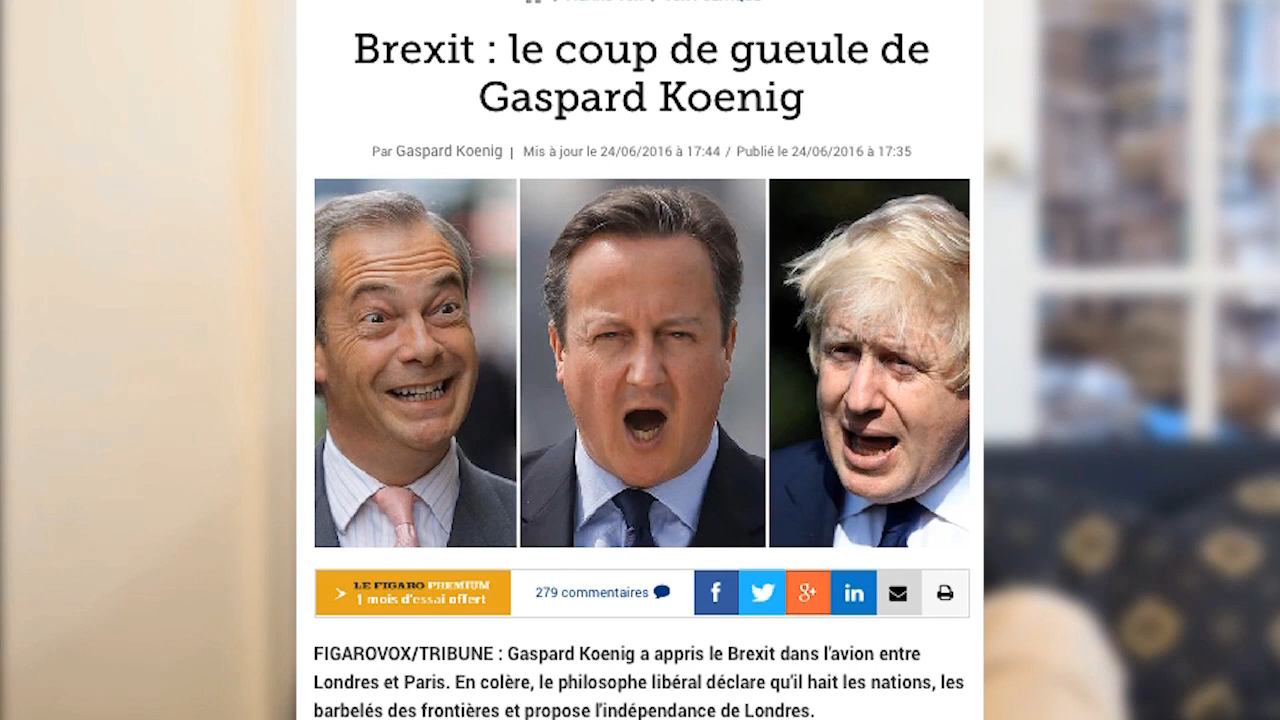 Brexit : le coup de gueule de
Gaspard Koenig
Par Gaspard Koenig | Mis à jour le 24/06/2016 à 17:44 / Publié le 24/06/2016 à 17:35
> LE FIGARO PREMIUM
1 mois d'essai offert
279 commentaires
f
g+
in
FIGAROVOX/TRIBUNE : Gaspard Koenig a appris le Brexit dans l'avion entre
Londres et Paris. En colère, le philosophe libéral déclare qu'il hait les nations, les
barbelés des frontières et propose l'indépendance de Londres.